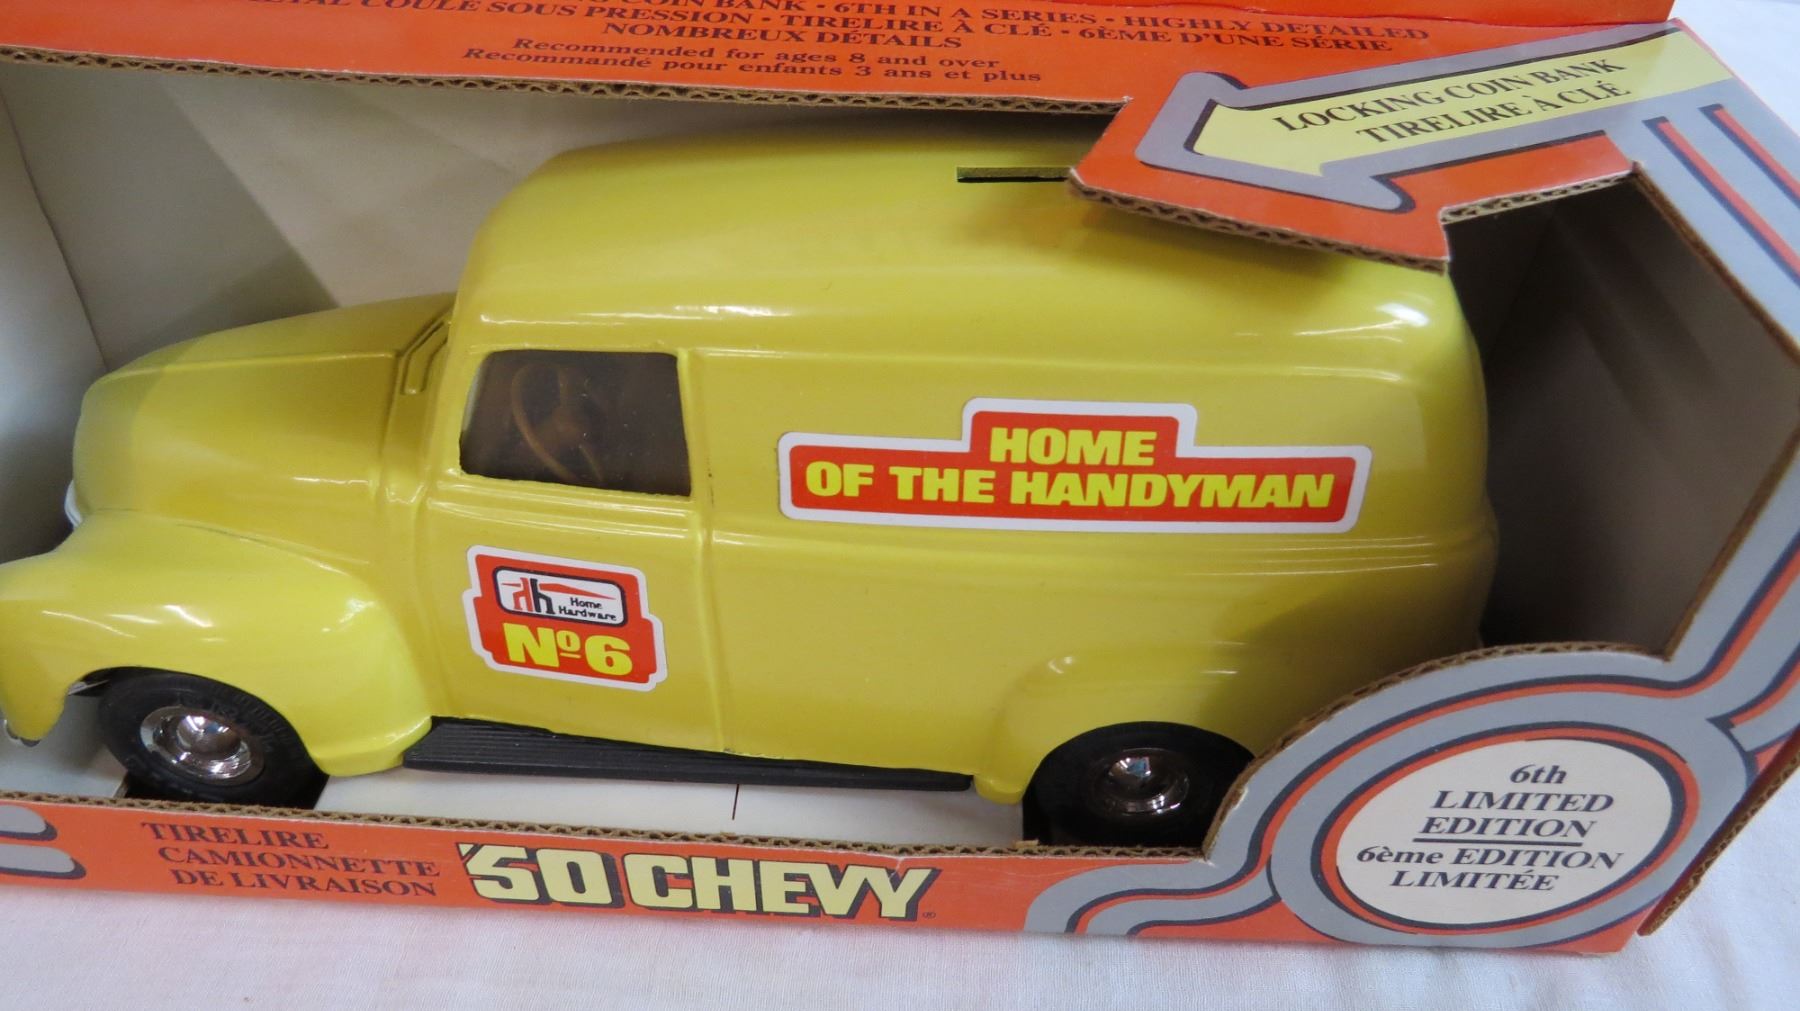 COIN BANK • 6TH IN A SERIES • HIGHLY DETAILED
METAL COULÉ SOUS PRESSION • TIRELIRE À CLÉ • 6ÈME D'UNE SÉRIE
NOMBREUX DÉTAILS
Recommended for ages 8 and over
Recommandé pour enfants 3 ans et plus
LOCKING COIN BANK
TIRELIRE À CLÉ
HOME
OF THE HANDYMAN
hh Home
Hardware
Nº6
6th
LIMITED
EDITION
6ème EDITION
LIMITÉE
TIRELIRE
CAMIONNETTE
DE LIVRAISON
'50 CHEVY®